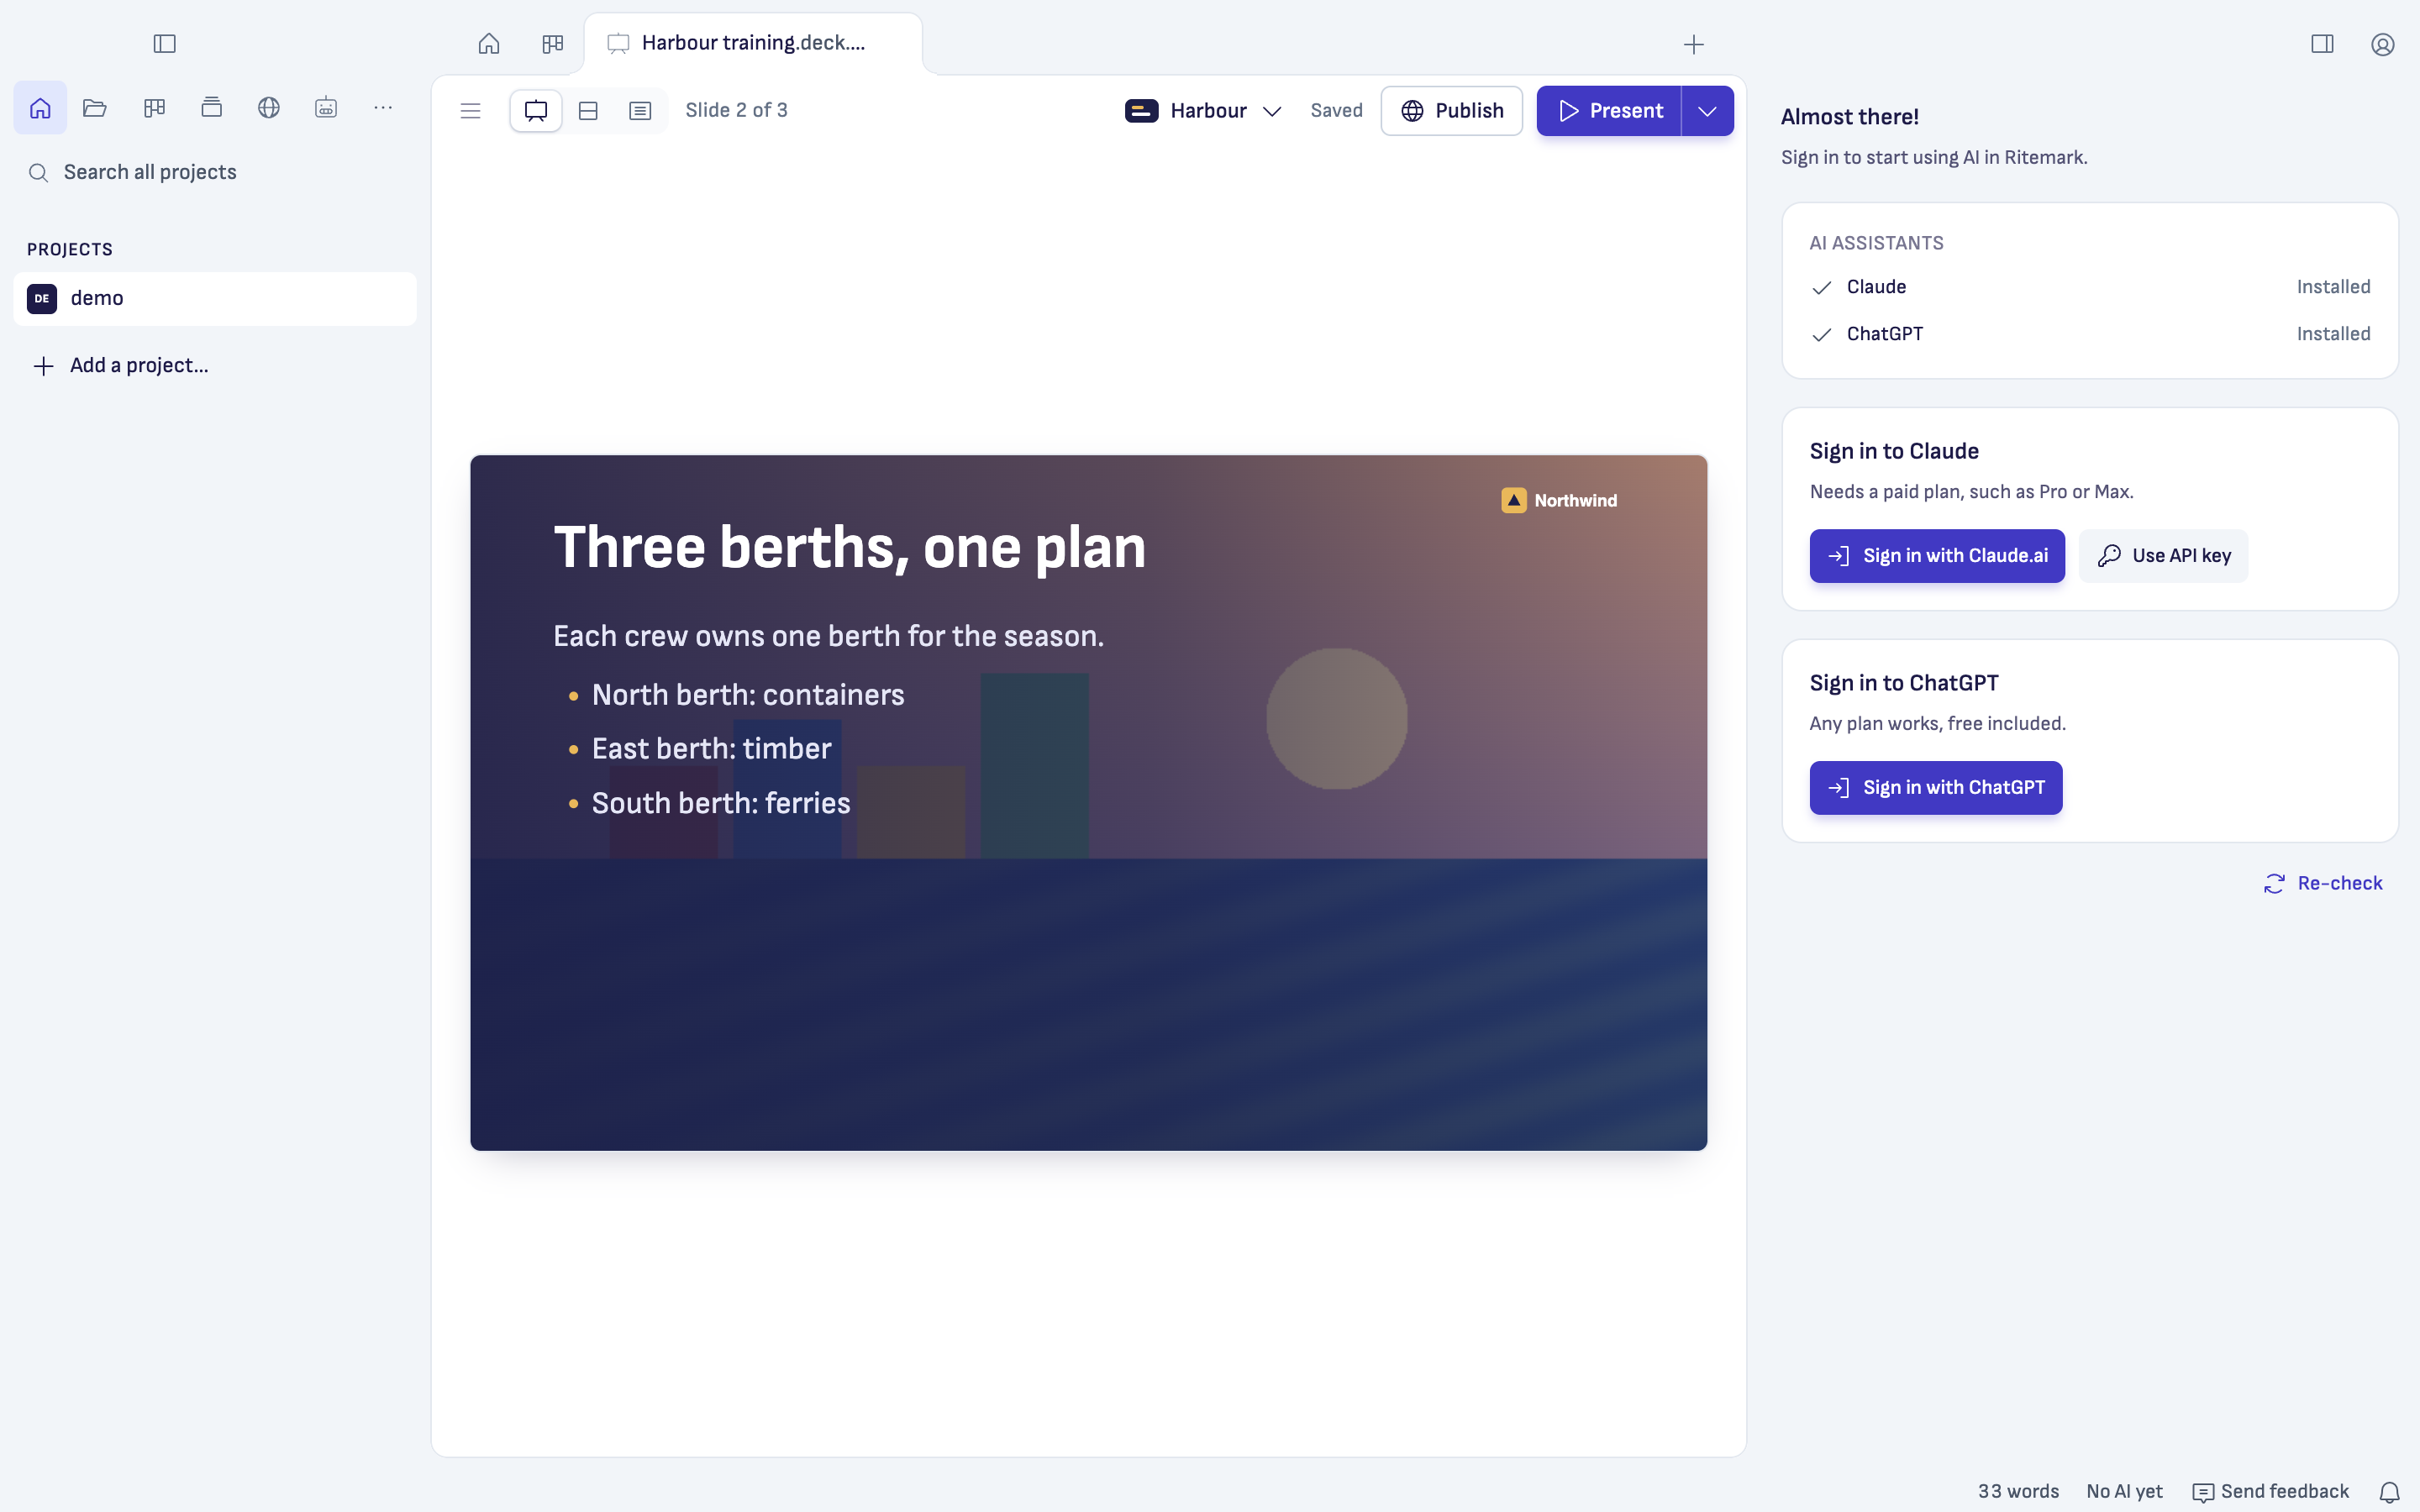 Harbour training.deck....
Search all projects
PROJECTS
DE
demo
Add a project...
Slide 2 of 3
Harbour
Saved
Publish
Present
Northwind
Three berths, one plan
Each crew owns one berth for the season.
North berth: containers
East berth: timber
South berth: ferries
Almost there!
Sign in to start using AI in Ritemark.
AI ASSISTANTS
Claude
Installed
ChatGPT
Installed
Sign in to Claude
Needs a paid plan, such as Pro or Max.
Sign in with Claude.ai
Use API key
Sign in to ChatGPT
Any plan works, free included.
Sign in with ChatGPT
Re-check
33 words
No AI yet
Send feedback